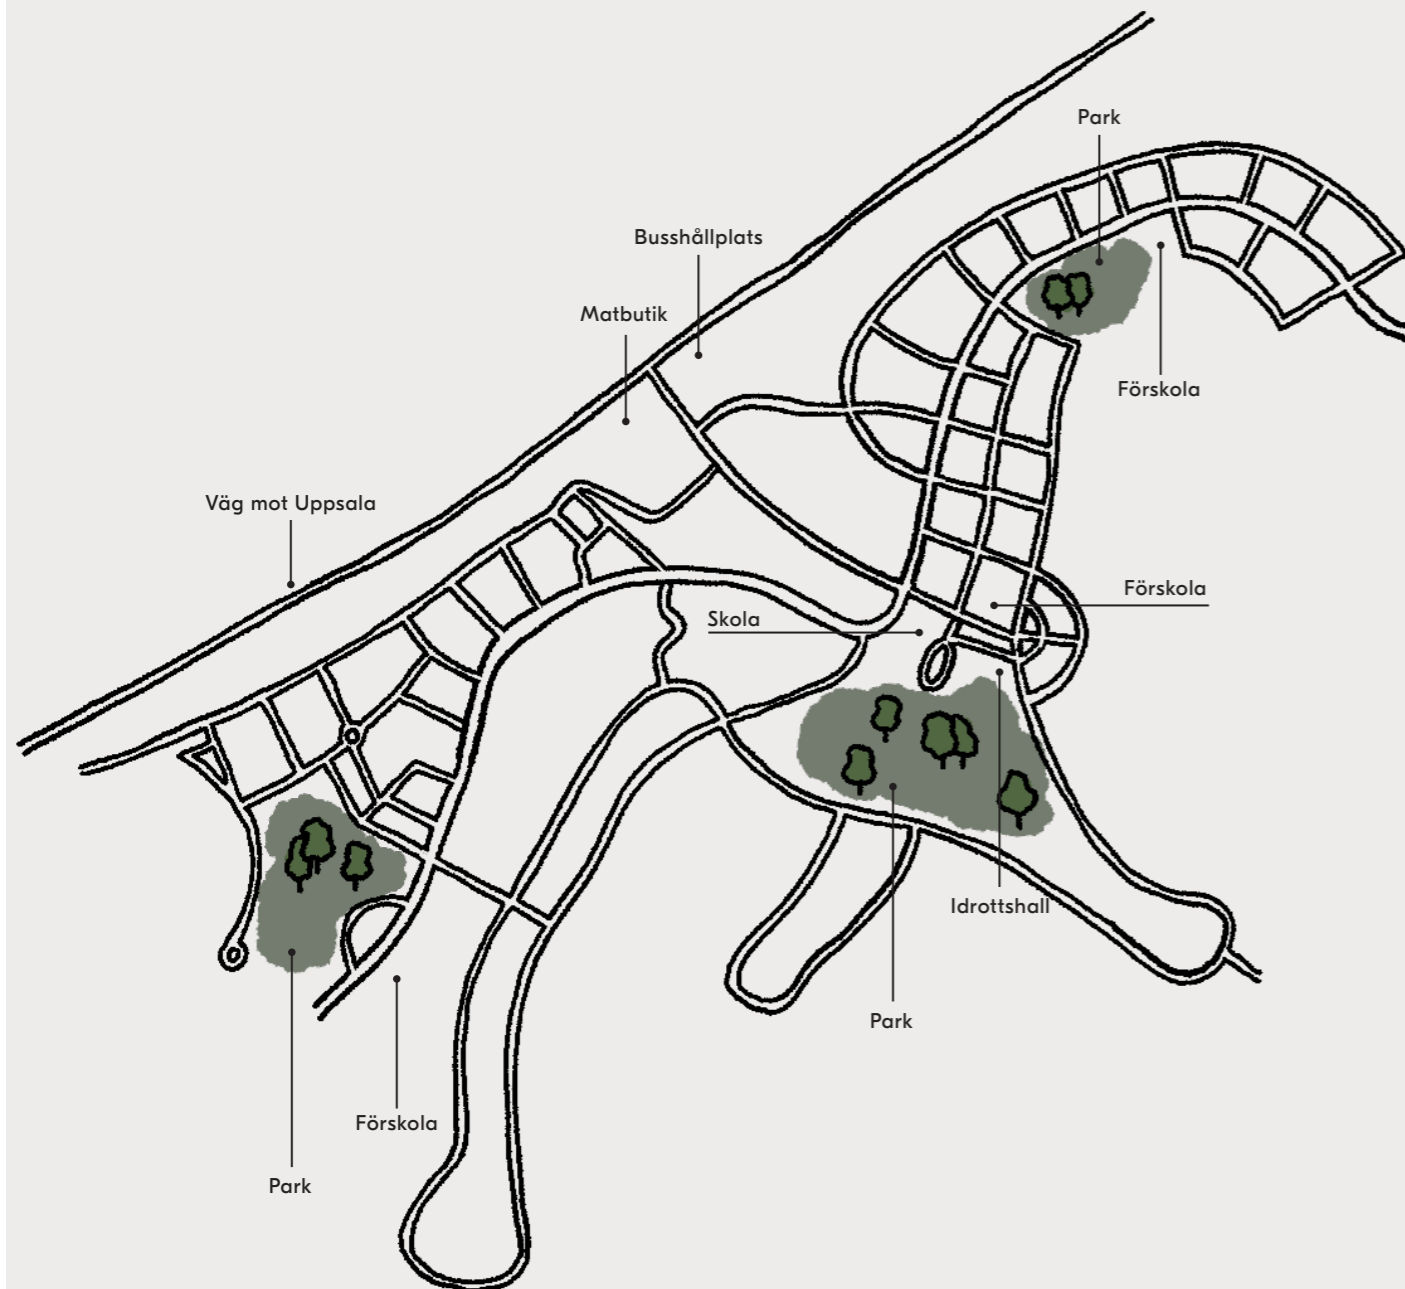 Park
Busshållplats
Matbutik
Förskola
Väg mot Uppsala
Förskola
Skola
Idrottshall
Park
Förskola
Park